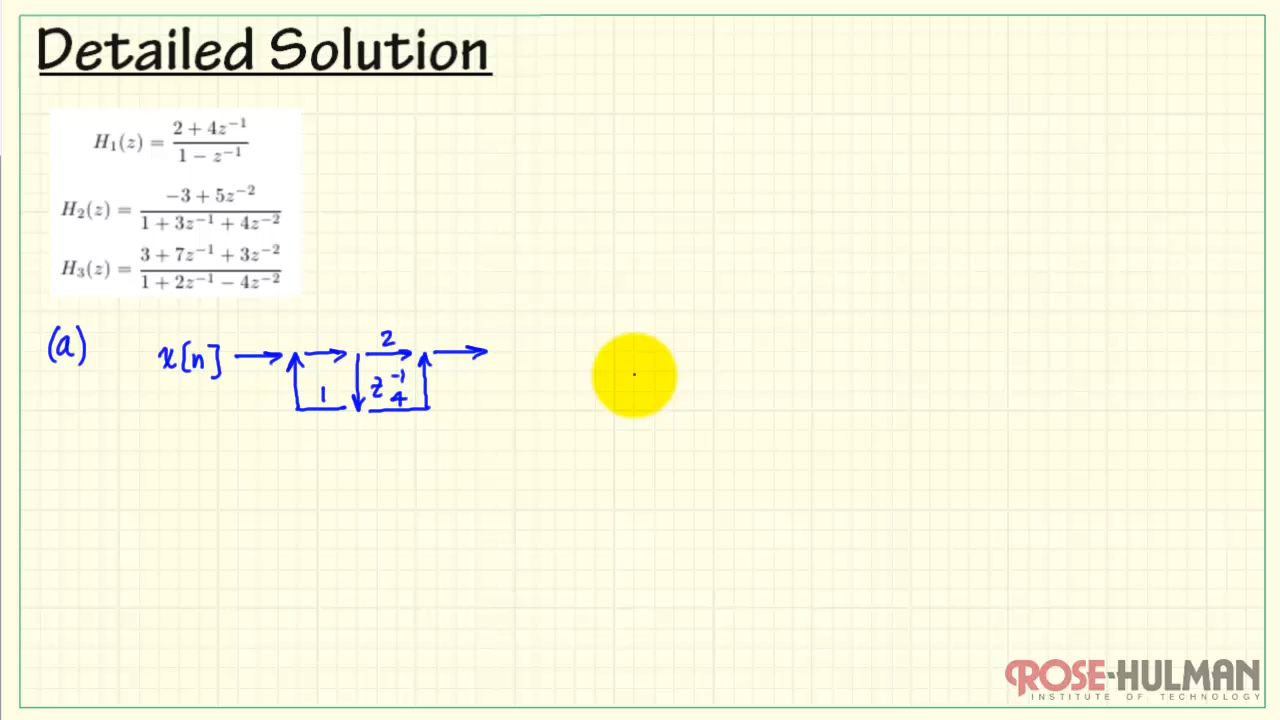 Detailed Solution
H₁(z) = (2 + 4z⁻¹) / (1 − z⁻¹)
H₂(z) = (−3 + 5z⁻²) / (1 + 3z⁻¹ + 4z⁻²)
H₃(z) = (3 + 7z⁻¹ + 3z⁻²) / (1 + 2z⁻¹ − 4z⁻²)
(a) x[n] → 2
z⁻¹
1 4
ROSE-HULMAN
INSTITUTE OF TECHNOLOGY